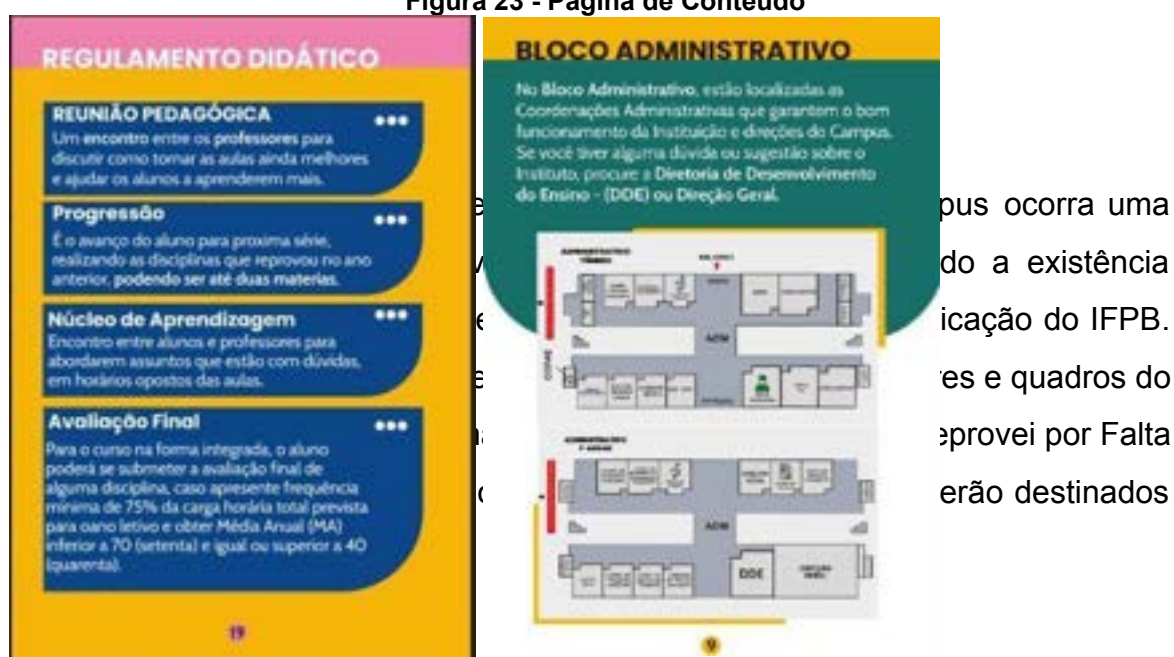 Figura 23 - Página de Conteúdo
REGULAMENTO DIDÁTICO
REUNIÃO PEDAGÓGICA
Um encontro entre os professores para
discutir como tornar as aulas ainda melhores
e ajudar os alunos a aprenderem mais.
Progressão
É o avanço do aluno para proxima série,
realizando as disciplinas que reprovou no ano
anterior, podendo ser até duas materias.
Núcleo de Aprendizagem
Encontro entre alunos e professores para
abordarem assuntos que estão com dúvidas,
em horários opostos das aulas.
Avaliação Final
Para o curso na forma integrada, o aluno
poderá se submeter a avaliação final de
alguma disciplina, caso apresente frequência
mínima de 75% da carga horária total prevista
para oano letivo e obter Média Anual (MA)
inferior a 70 (setenta) e igual ou superior a 40
(quarenta).
19
BLOCO ADMINISTRATIVO
No Bloco Administrativo, estão localizadas as
Coordenações Administrativas que garantem o bom
funcionamento da Instituição e direções do Campus.
Se você tiver alguma dúvida ou sugestão sobre o
Instituto, procure a Diretoria de Desenvolvimento
do Ensino - (DDE) ou Direção Geral.
ADMINISTRATIVO
TÉRREO
ADM
ADMINISTRATIVO
ADM
DDE
9
pus ocorra uma
do a existência
icação do IFPB.
res e quadros do
eprovei por Falta
erão destinados